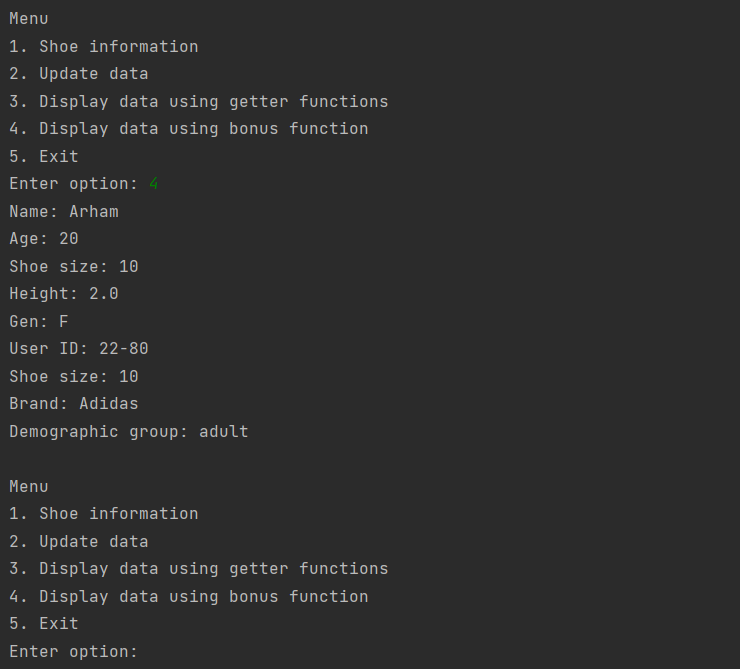 Menu
1. Shoe information
2. Update data
3. Display data using getter functions
4. Display data using bonus function
5. Exit
Enter option: 4
Name: Arham
Age: 20
Shoe size: 10
Height: 2.0
Gen: F
User ID: 22-80
Shoe size: 10
Brand: Adidas
Demographic group: adult

Menu
1. Shoe information
2. Update data
3. Display data using getter functions
4. Display data using bonus function
5. Exit
Enter option: